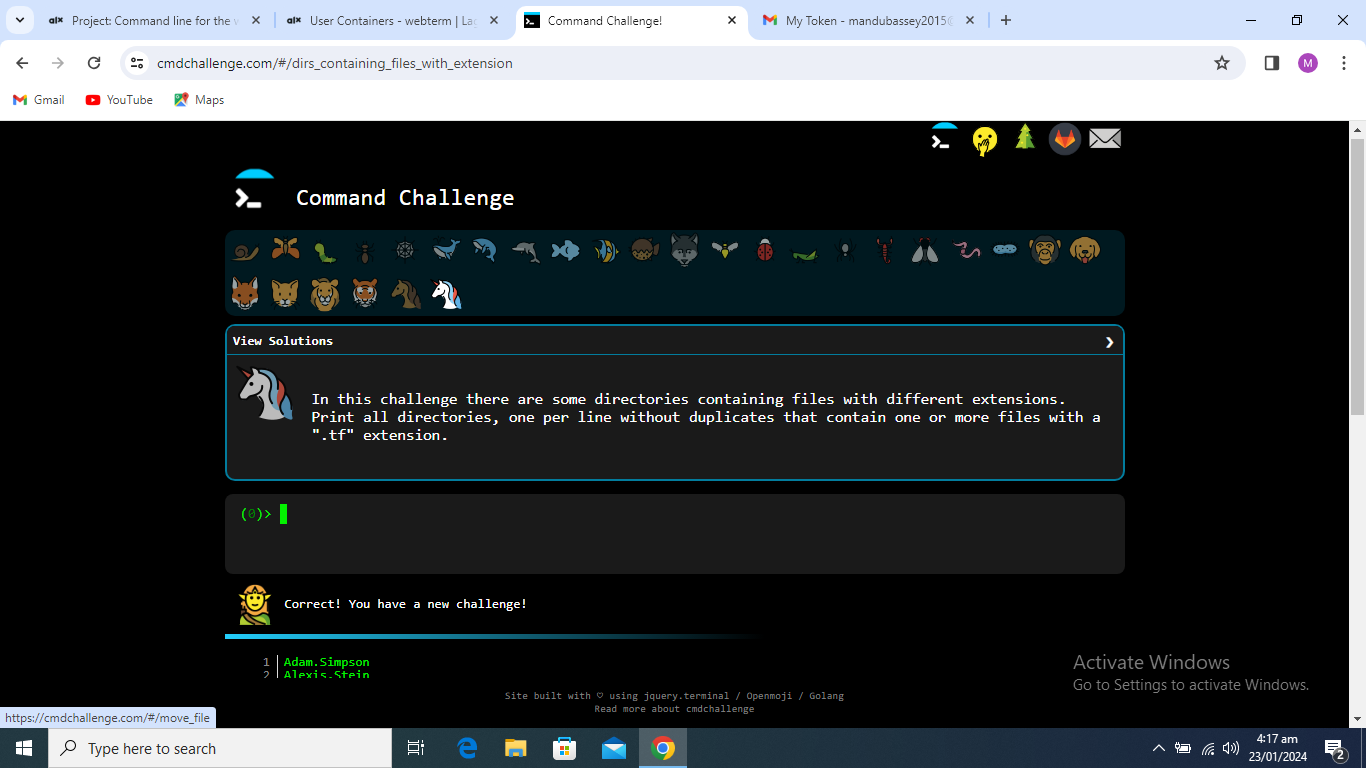 Project: Command line for the w
User Containers - webterm | Lag
Command Challenge!
My Token - mandubassey2015@
cmdchallenge.com/#/dirs_containing_files_with_extension
M
Gmail
YouTube
Maps
Command Challenge
View Solutions
In this challenge there are some directories containing files with different extensions.
Print all directories, one per line without duplicates that contain one or more files with a
".tf" extension.
(0)>
Correct! You have a new challenge!
1 Adam.Simpson
2 Alexis.Stein
Activate Windows
Go to Settings to activate Windows.
Site built with ♡ using jquery.terminal / Openmoji / Golang
Read more about cmdchallenge
https://cmdchallenge.com/#/move_file
Type here to search
4:17 am
23/01/2024
2